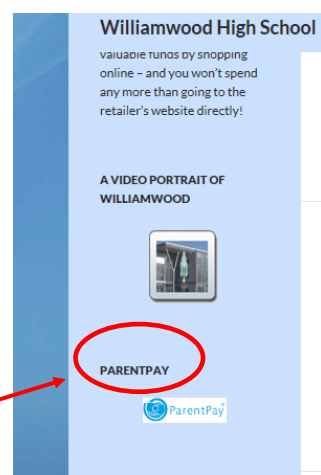 Williamwood High School
valuable funds by shopping
online – and you won't spend
any more than going to the
retailer's website directly!
A VIDEO PORTRAIT OF
WILLIAMWOOD
PARENTPAY
ParentPay